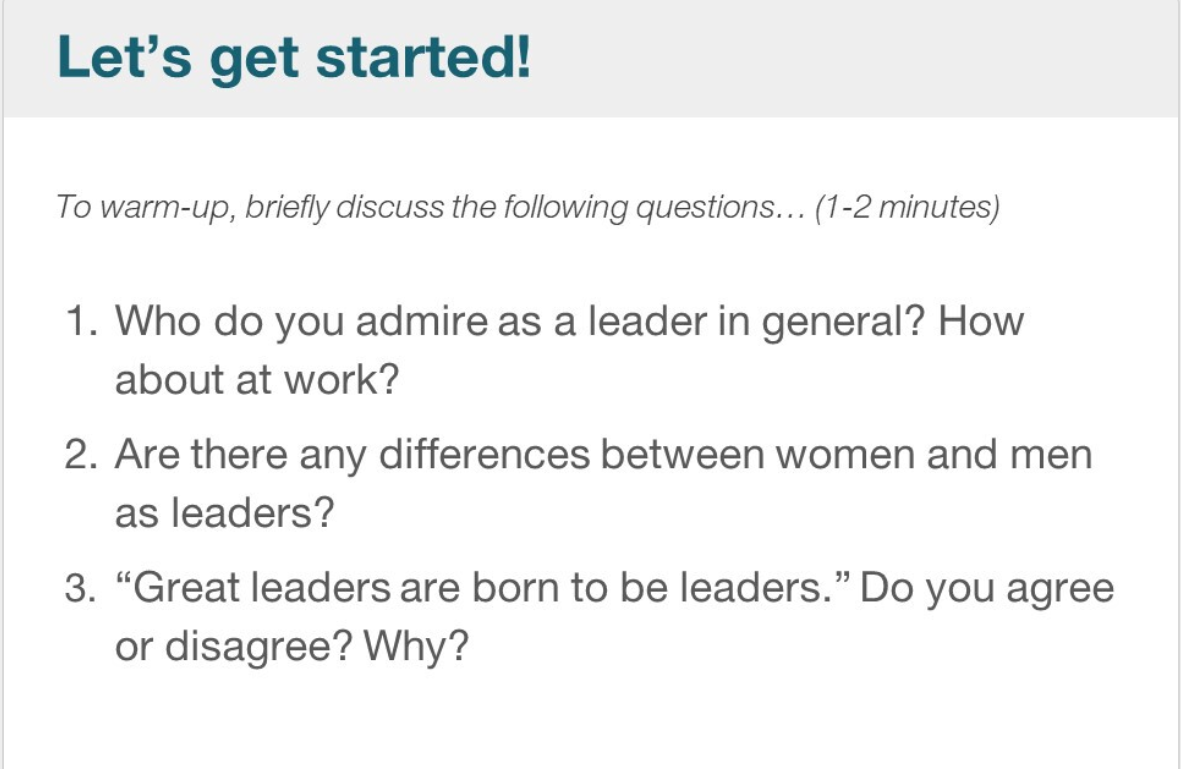 Let’s get started!
To warm-up, briefly discuss the following questions… (1-2 minutes)
1. Who do you admire as a leader in general? How
about at work?
2. Are there any differences between women and men
as leaders?
3. “Great leaders are born to be leaders.” Do you agree
or disagree? Why?